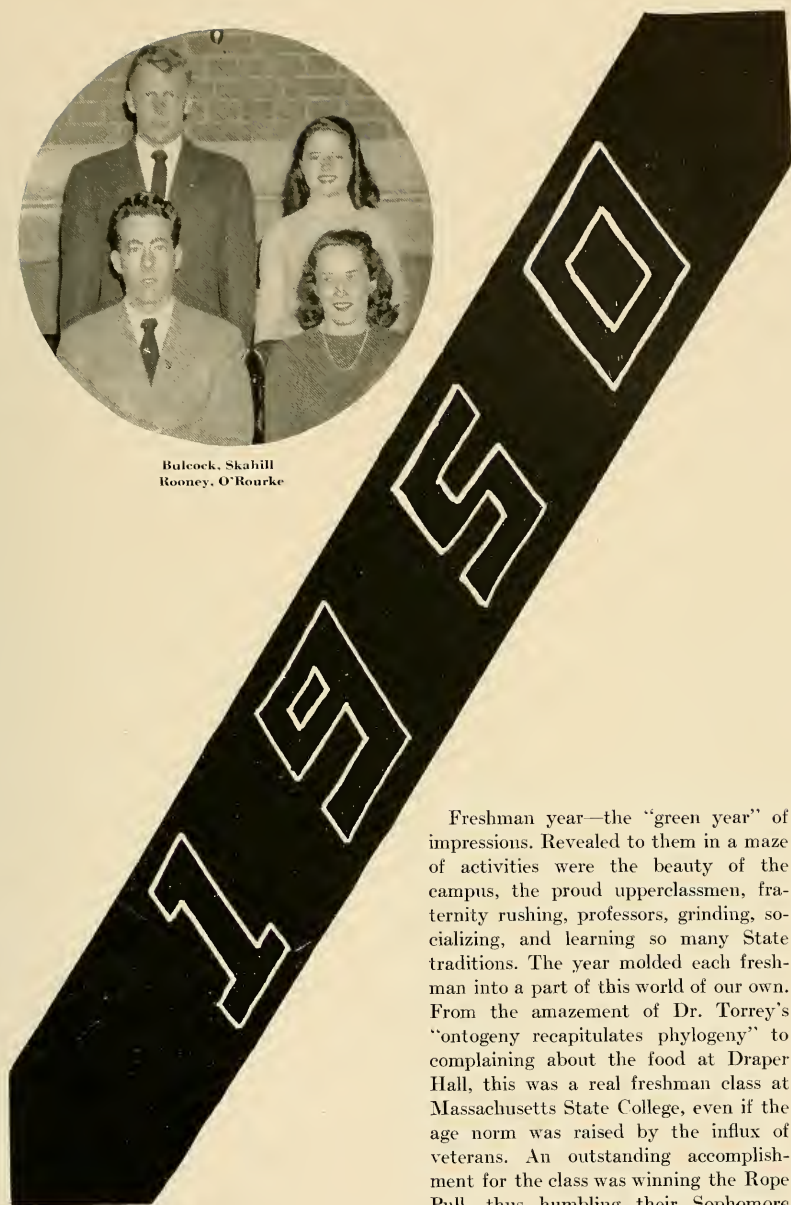 Bulcock, Skahill
Rooney, O'Rourke
1950
Freshman year—the "green year" of
impressions. Revealed to them in a maze
of activities were the beauty of the
campus, the proud upperclassmen, fra-
ternity rushing, professors, grinding, so-
cializing, and learning so many State
traditions. The year molded each fresh-
man into a part of this world of our own.
From the amazement of Dr. Torrey's
"ontogeny recapitulates phylogeny" to
complaining about the food at Draper
Hall, this was a real freshman class at
Massachusetts State College, even if the
age norm was raised by the influx of
veterans. An outstanding accomplish-
ment for the class was winning the Rope
Pull, thus humbling their Sophomore